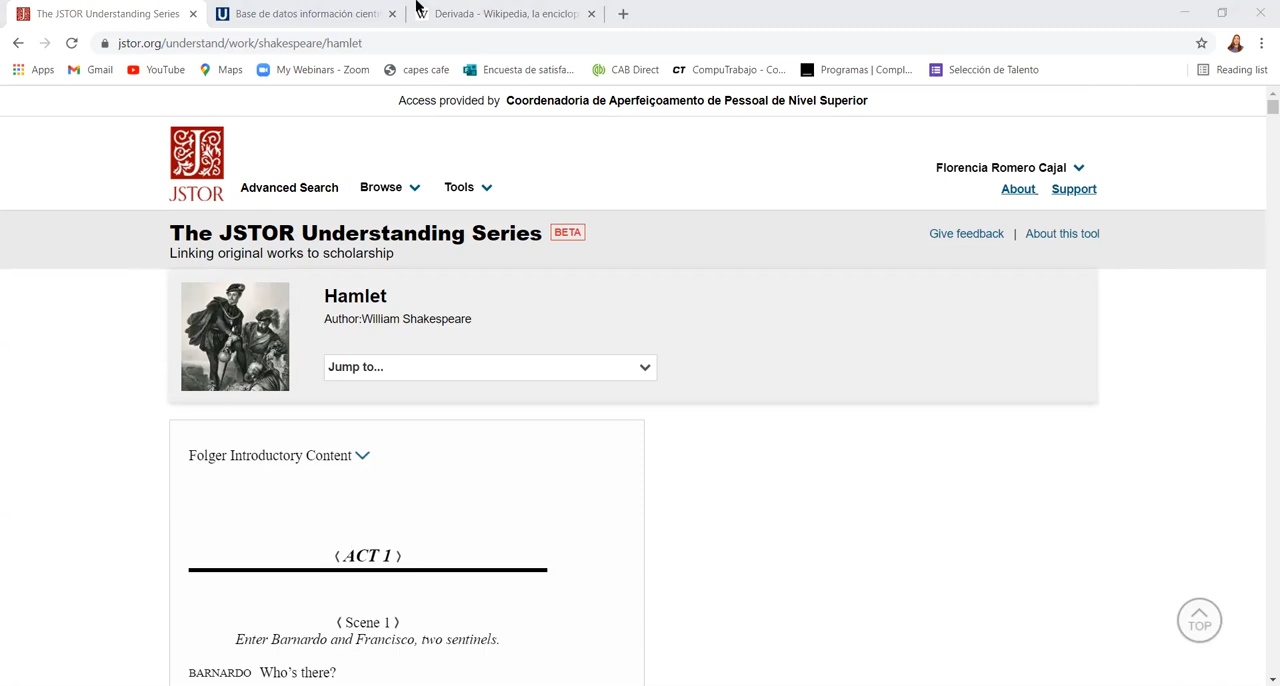 The JSTOR Understanding Series
Base de datos información cientí
Derivada - Wikipedia, la enciclop
jstor.org/understand/work/shakespeare/hamlet
Apps Gmail YouTube Maps My Webinars - Zoom capes cafe Encuesta de satisfa... CAB Direct CT CompuTrabajo - Co... Programas | Compl... Selección de Talento Reading list
Access provided by Coordenadoria de Aperfeiçoamento de Pessoal de Nível Superior
JSTOR
Advanced Search Browse Tools
Florencia Romero Cajal
About Support
The JSTOR Understanding Series BETA
Linking original works to scholarship
Give feedback | About this tool
Hamlet
Author:William Shakespeare
Jump to...
Folger Introductory Content
⟨ ACT 1 ⟩
⟨ Scene 1 ⟩
Enter Barnardo and Francisco, two sentinels.
BARNARDO Who's there?
TOP